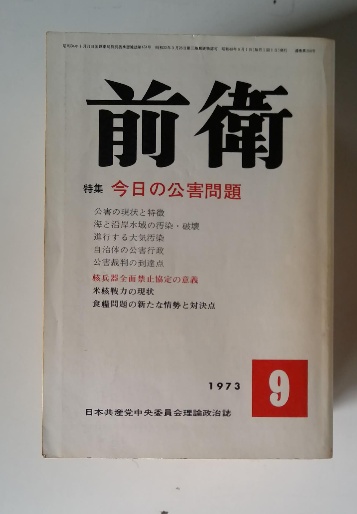 前衛
特集 今日の公害問題
公害の現状と特徴
海と沿岸水域の汚染・破壊
進行する大気汚染
自治体の公害行政
公害裁判の到達点
核兵器全面禁止協定の意義
米核戦力の現状
食糧問題の新たな情勢と対決点
1973 9
日本共産党中央委員会理論政治誌